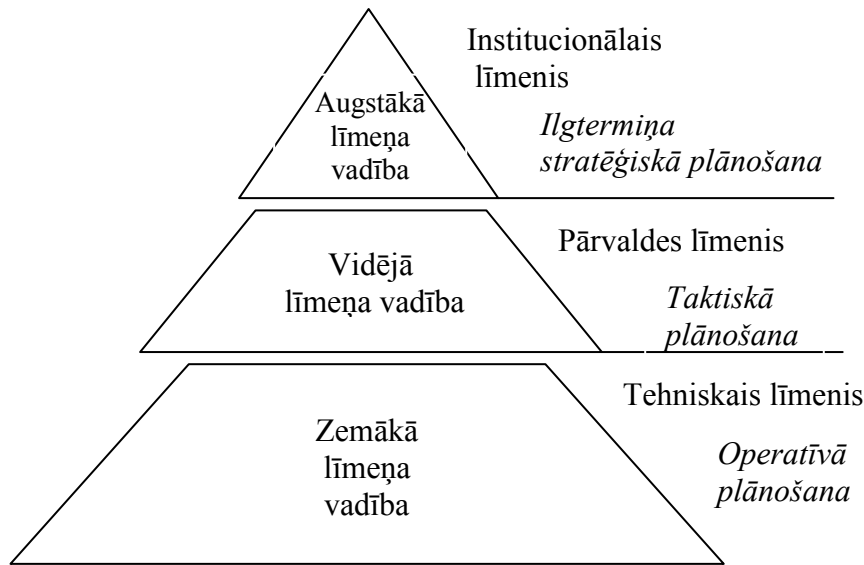 Institucionālais
līmenis
Augstākā
līmeņa
vadība
Ilgtermiņa
stratēģiskā plānošana
Vidējā
līmeņa vadība
Pārvaldes līmenis
Taktiskā
plānošana
Zemākā
līmeņa
vadība
Tehniskais līmenis
Operatīvā
plānošana